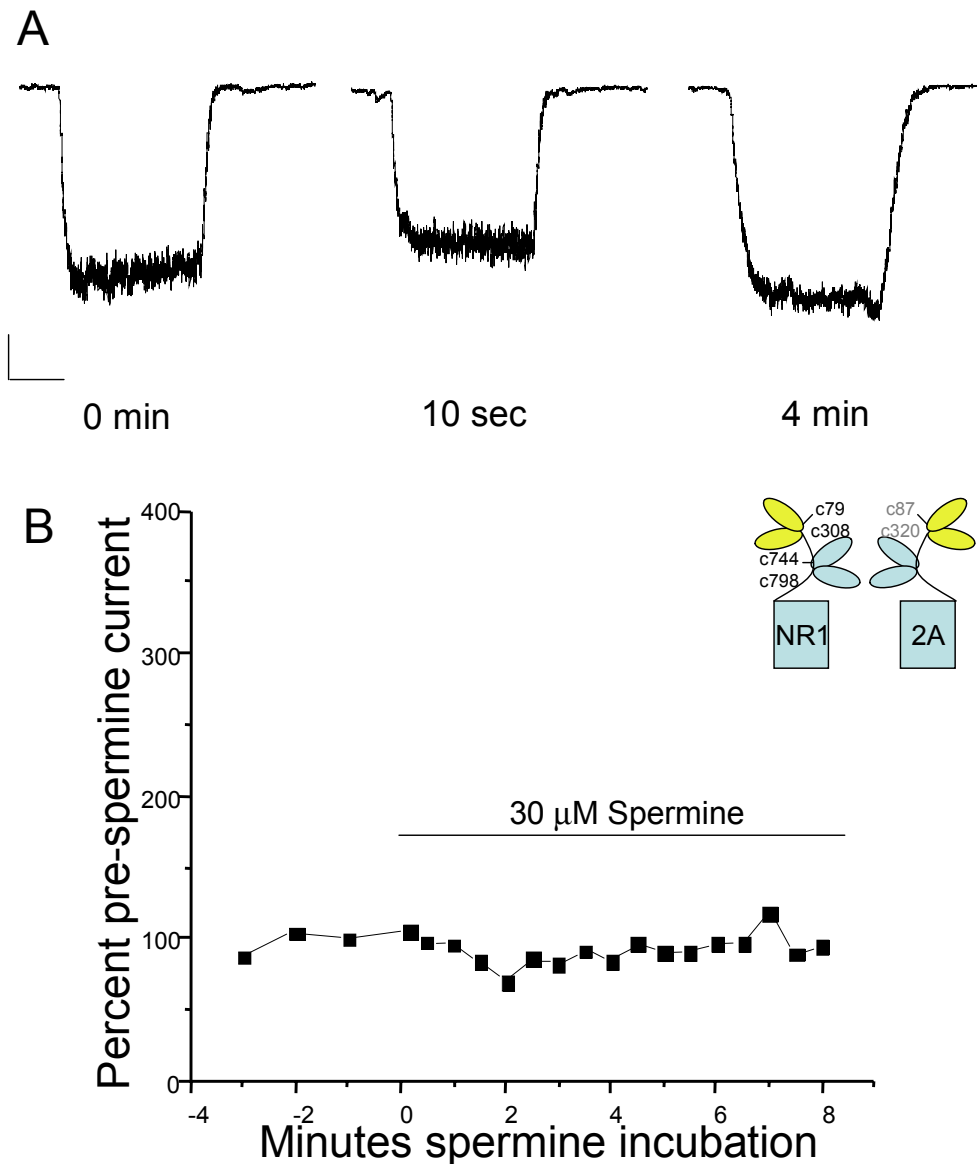 A
0 min 10 sec 4 min
B
Percent pre-spermine current
400
300
200
100
0
c79 c87
c308 c320
c744
c798
NR1 2A
30 μM Spermine
-4 -2 0 2 4 6 8
Minutes spermine incubation